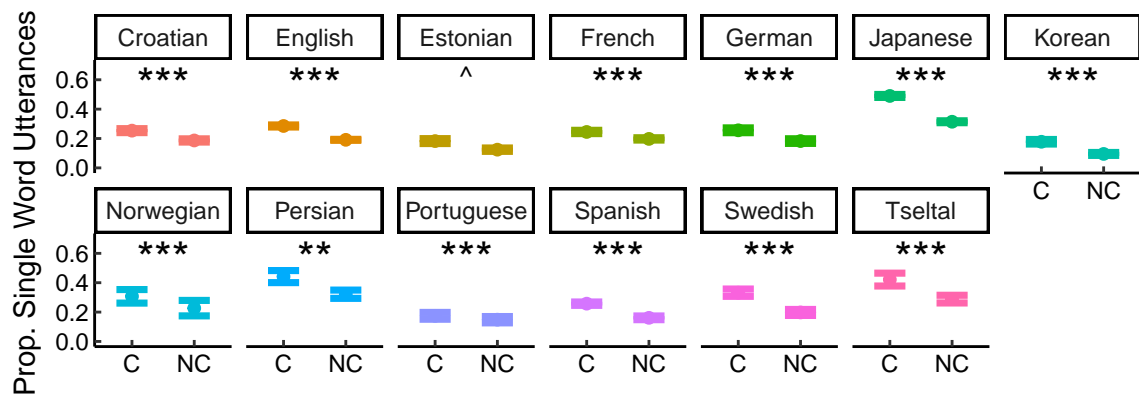 Prop. Single Word Utterances
Croatian English Estonian French German Japanese Korean
*** *** ^ *** *** *** ***
0.6
0.4
0.2
0.0
C NC
Norwegian Persian Portuguese Spanish Swedish Tseltal
*** ** *** *** *** ***
0.6
0.4
0.2
0.0
C NC C NC C NC C NC C NC C NC